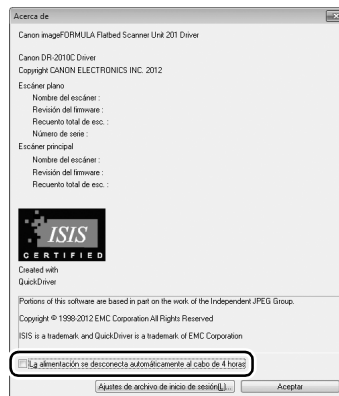 Acerca de
Canon imageFORMULA Flatbed Scanner Unit 201 Driver
Canon DR-2010C Driver
Copyright CANON ELECTRONICS INC. 2012
Escáner plano
Nombre del escáner :
Revisión del firmware :
Recuento total de esc. :
Número de serie :
Escáner principal
Nombre del escáner :
Revisión del firmware :
Recuento total de esc. :
ISIS
CERTIFIED
Created with
QuickDriver
Portions of this software are based in part on the work of the Independent JPEG Group.
Copyright © 1998-2012 EMC Corporation All Rights Reserved
ISIS is a trademark and QuickDriver is a trademark of EMC Corporation
La alimentación se desconecta automáticamente al cabo de 4 horas
Ajustes de archivo de inicio de sesión(L)...
Aceptar